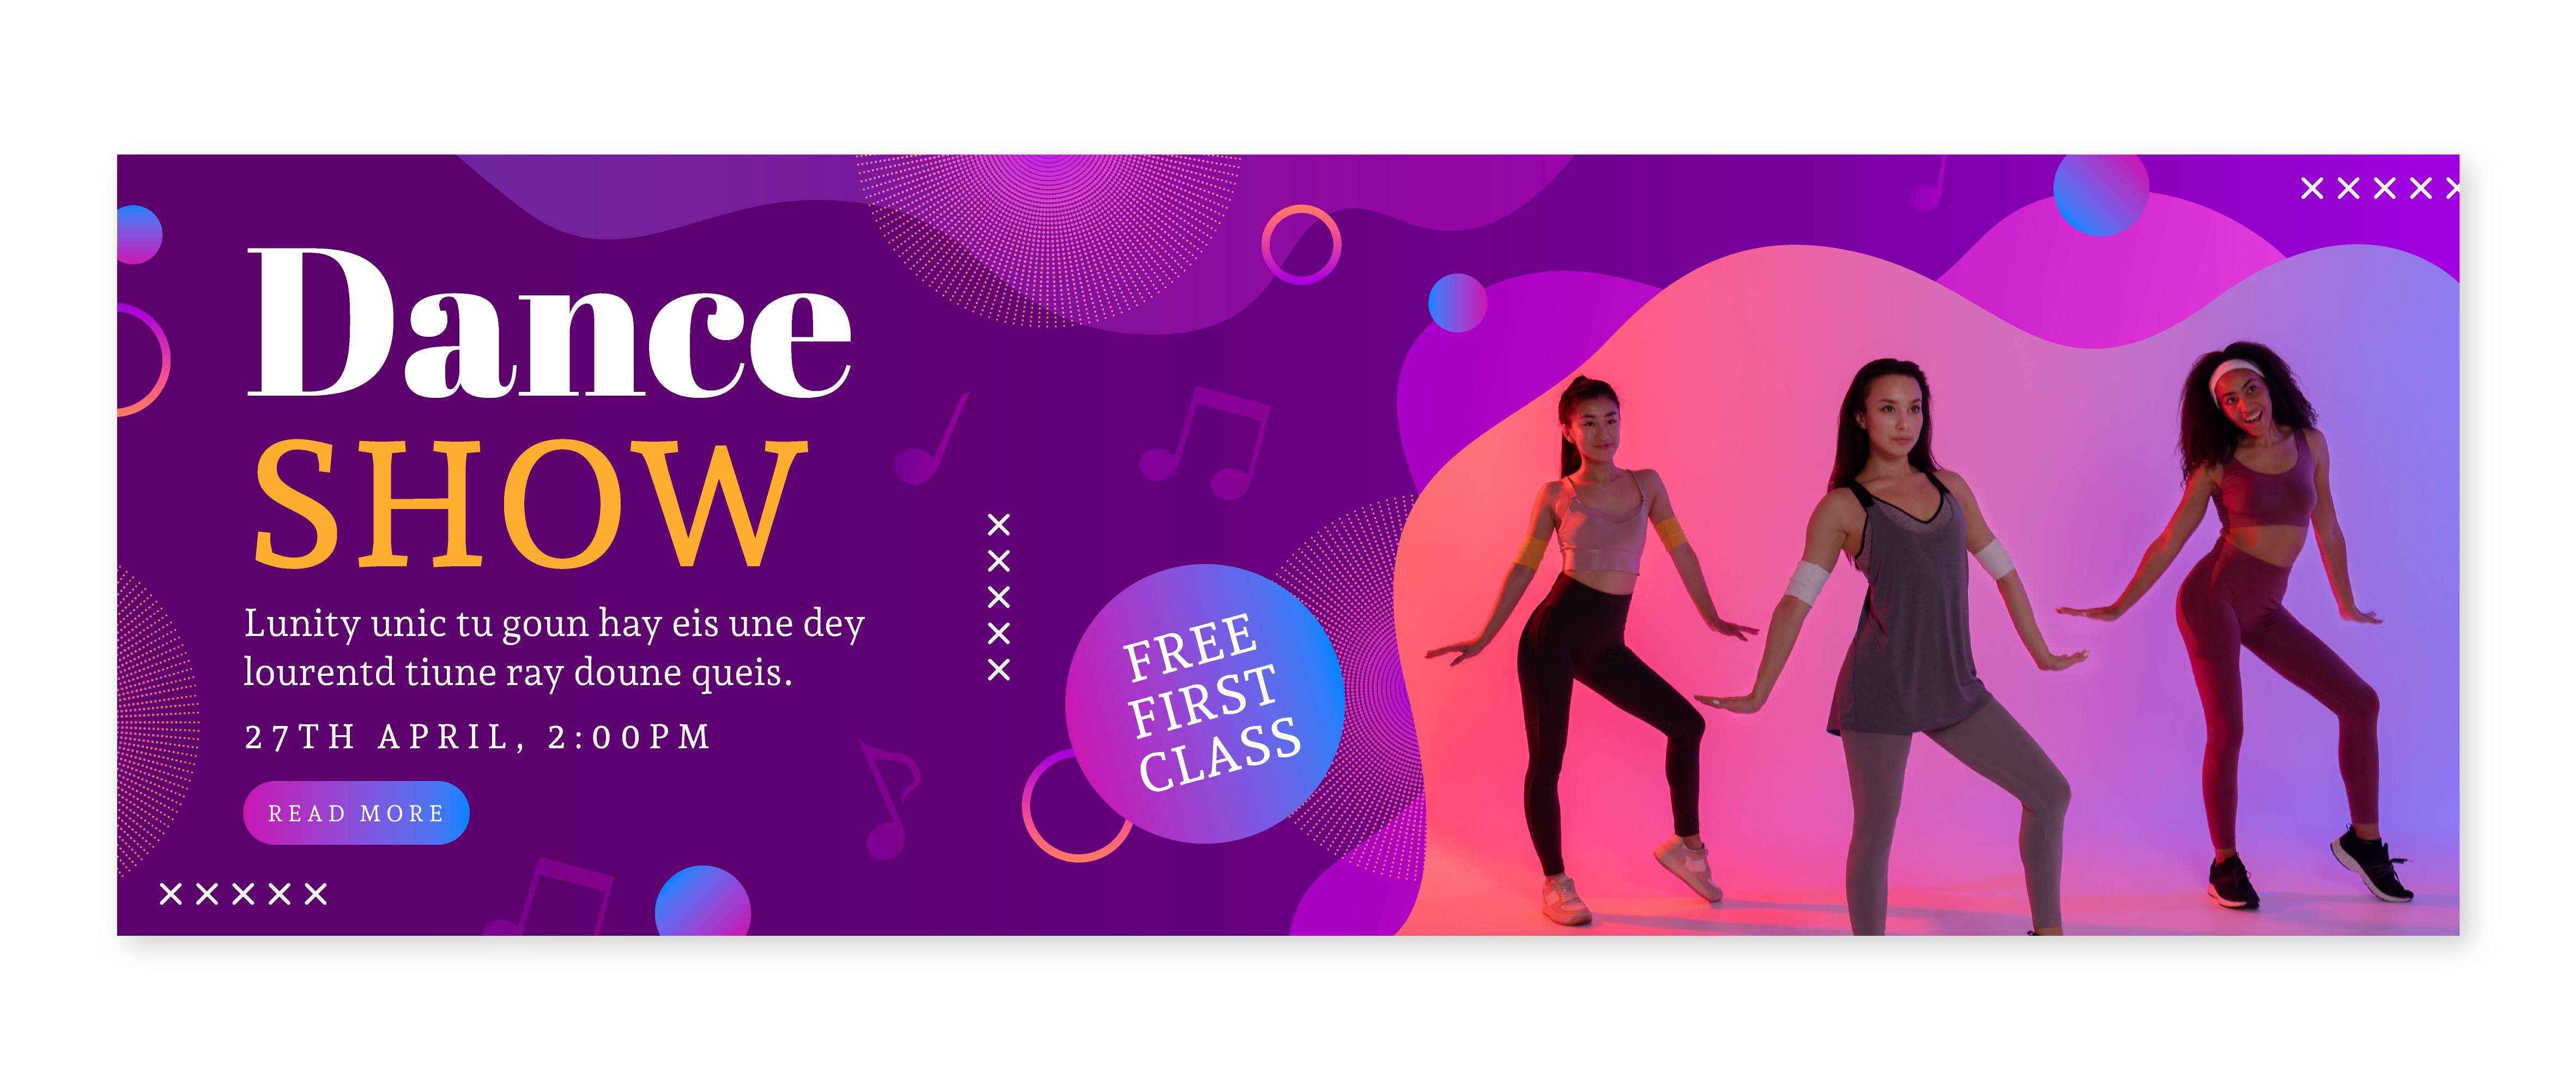 Dance
SHOW
Lunity unic tu goun hay eis une dey
lourentd tiune ray doune queis.
27TH APRIL, 2:00PM
READ MORE
FREE
FIRST
CLASS